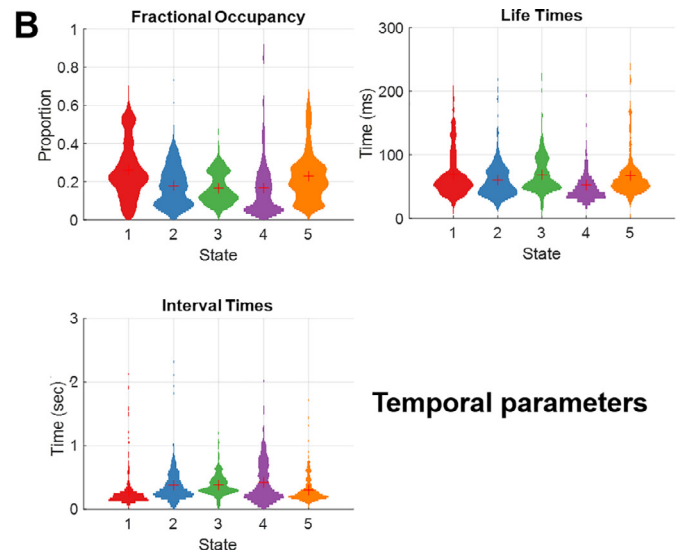 B
Fractional Occupancy
Proportion
1
0.8
0.6
0.4
0.2
0
1 2 3 4 5
State
Life Times
Time (ms)
300
200
100
0
1 2 3 4 5
State
Interval Times
Time (sec)
3
2
1
0
1 2 3 4 5
State
Temporal parameters